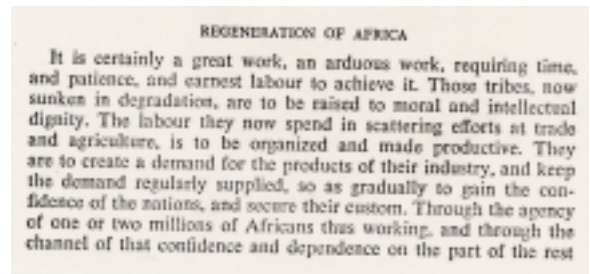 REGENERATION OF AFRICA
It is certainly a great work, an arduous work, requiring time,
and patience, and earnest labour to achieve it. Those tribes, now
sunken in degradation, are to be raised to moral and intellectual
dignity. The labour they now spend in scattering efforts at trade
and agriculture, is to be organized and made productive. They
are to create a demand for the products of their industry, and keep
the demand regularly supplied, so as gradually to gain the con-
fidence of the nations, and secure their custom. Through the agency
of one or two millions of Africans thus working, and through the
channel of that confidence and dependence on the part of the rest